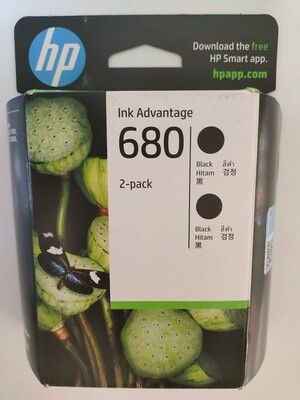 hp
Download the free
HP Smart app.
hpapp.com
Ink Advantage
680
2-pack
Black สีดำ
Hitam 검정
黑
Black สีดำ
Hitam 검정
黑